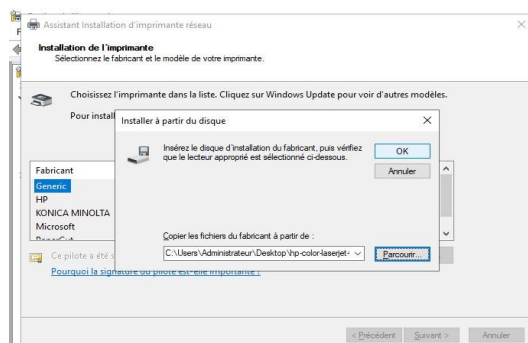 Assistant Installation d'imprimante réseau
Installation de l'imprimante
Sélectionnez le fabricant et le modèle de votre imprimante.
Choisissez l'imprimante dans la liste. Cliquez sur Windows Update pour voir d'autres modèles.
Pour install
Installer à partir du disque
Insérez le disque d'installation du fabricant, puis vérifiez
que le lecteur approprié est sélectionné ci-dessous.
OK
Annuler
Fabricant
Generic
HP
KONICA MINOLTA
Microsoft
PaperCut
Copier les fichiers du fabricant à partir de :
C:\Users\Administrateur\Desktop\hp-color-laserjet-
Parcourir...
Ce pilote a été s
Pourquoi la signature du pilote est-elle importante ?
< Précédent
Suivant >
Annuler